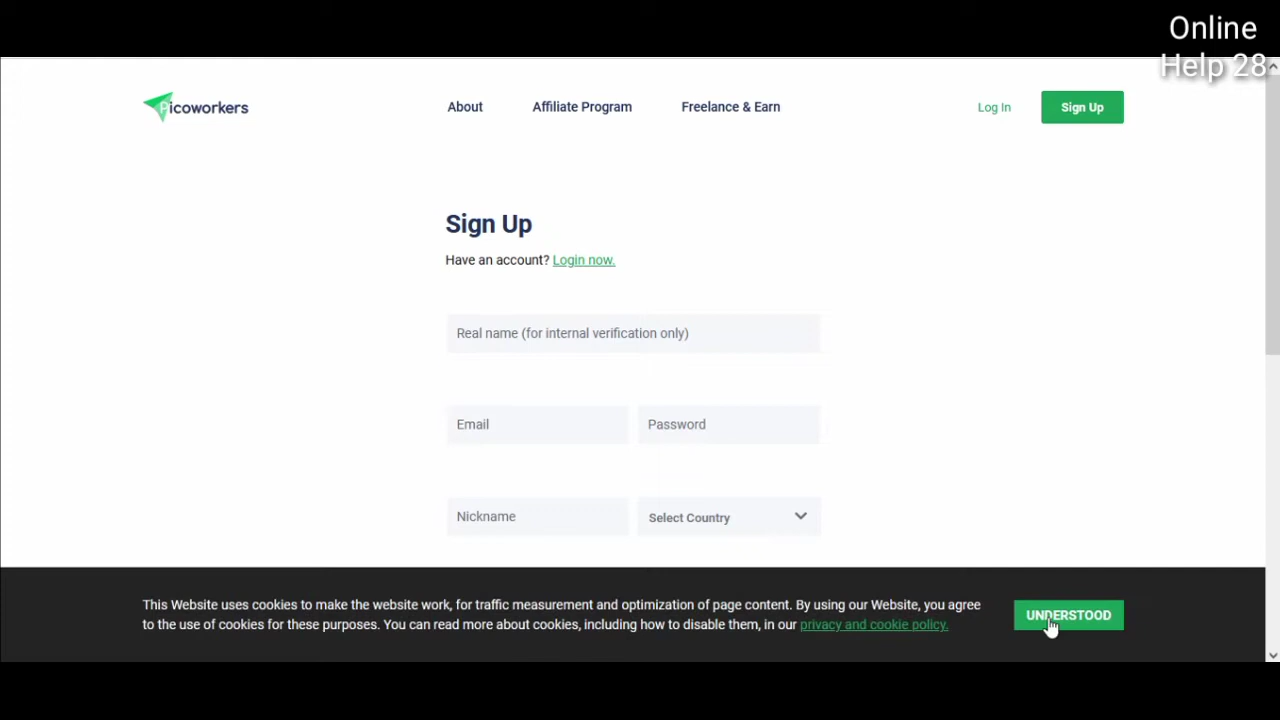 Online
Help 28
Picoworkers
About
Affiliate Program
Freelance & Earn
Log In
Sign Up
Sign Up
Have an account? Login now.
Real name (for internal verification only)
Email
Password
Nickname
Select Country
This Website uses cookies to make the website work, for traffic measurement and optimization of page content. By using our Website, you agree
to the use of cookies for these purposes. You can read more about cookies, including how to disable them, in our privacy and cookie policy.
UNDERSTOOD